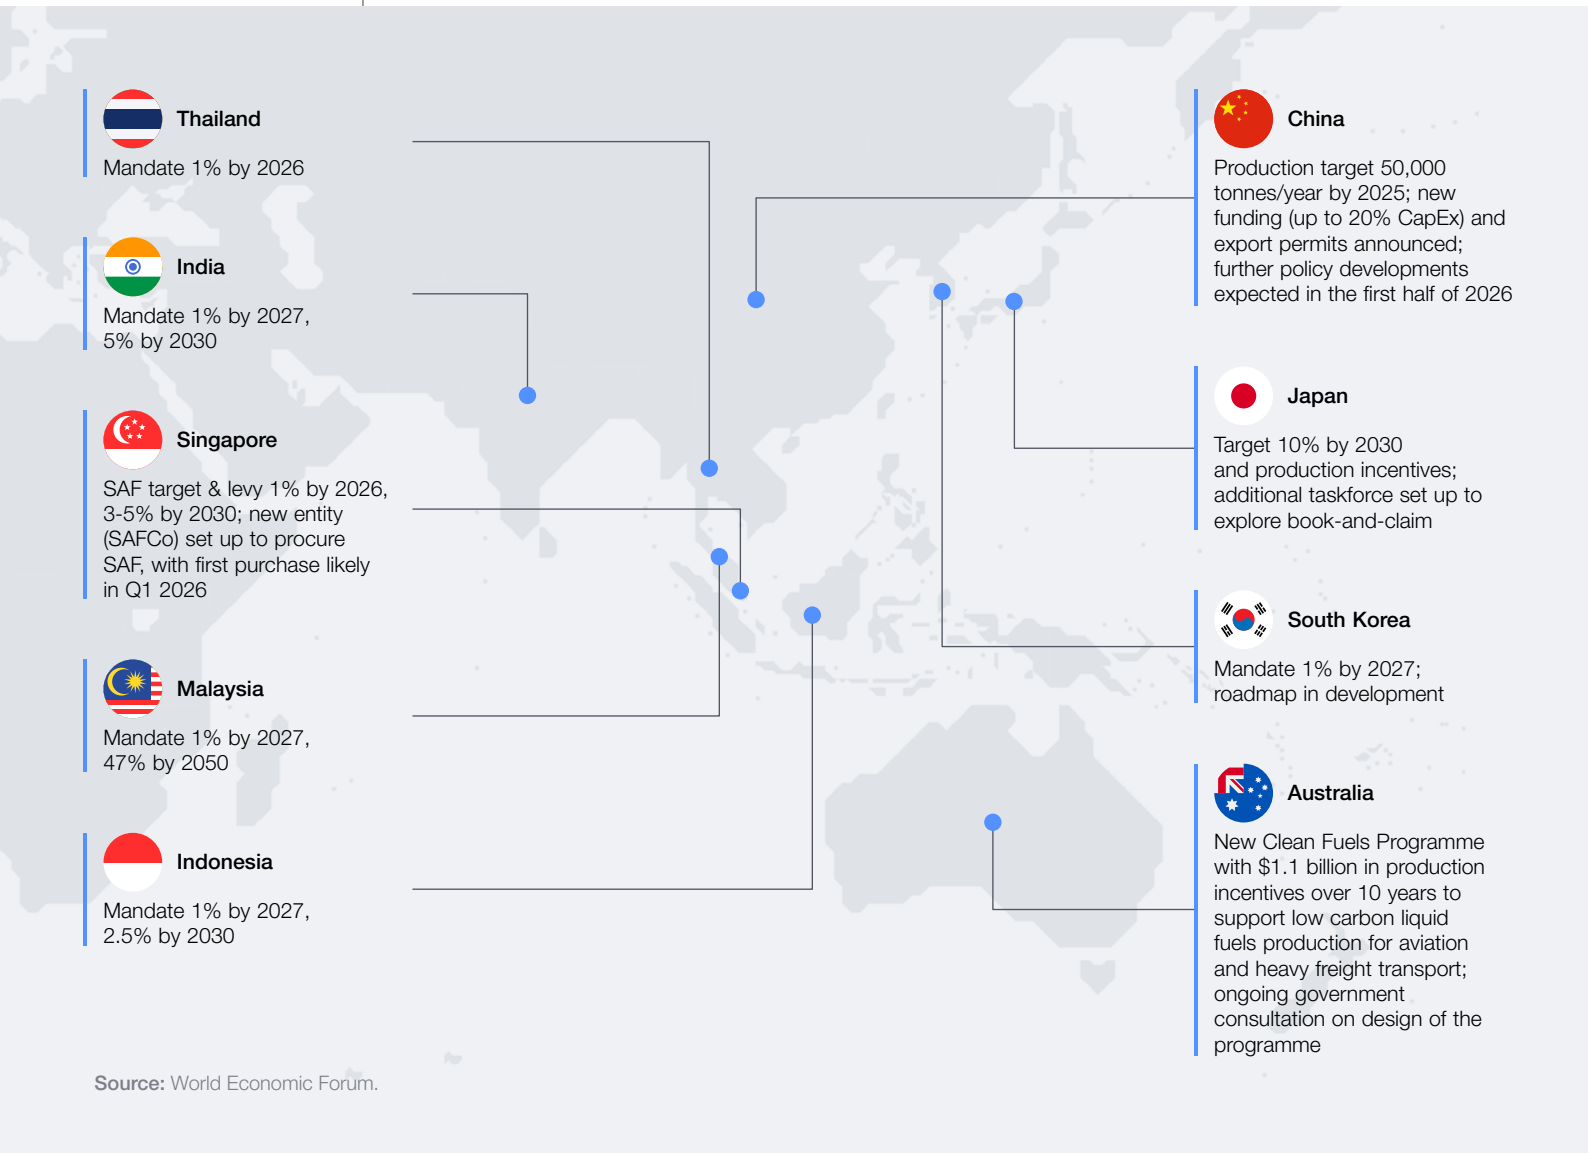 Thailand
Mandate 1% by 2026
India
Mandate 1% by 2027,
5% by 2030
Singapore
SAF target & levy 1% by 2026,
3-5% by 2030; new entity
(SAFCo) set up to procure
SAF, with first purchase likely
in Q1 2026
Malaysia
Mandate 1% by 2027,
47% by 2050
Indonesia
Mandate 1% by 2027,
2.5% by 2030
China
Production target 50,000
tonnes/year by 2025; new
funding (up to 20% CapEx) and
export permits announced;
further policy developments
expected in the first half of 2026
Japan
Target 10% by 2030
and production incentives;
additional taskforce set up to
explore book-and-claim
South Korea
Mandate 1% by 2027;
roadmap in development
Australia
New Clean Fuels Programme
with $1.1 billion in production
incentives over 10 years to
support low carbon liquid
fuels production for aviation
and heavy freight transport;
ongoing government
consultation on design of the
programme
Source: World Economic Forum.